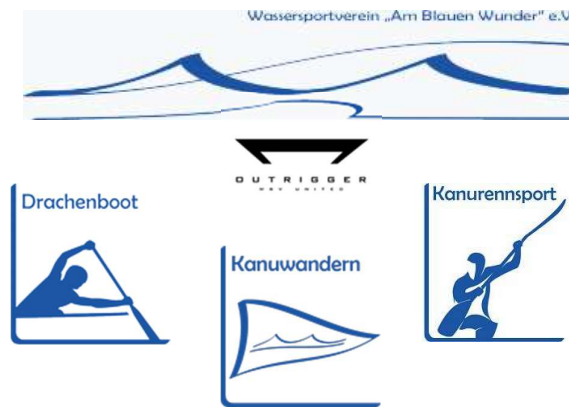 Wassersportverein „Am Blauen Wunder“ e.V
OUTRIGGER
Drachenboot
Kanurennsport
Kanuwandern